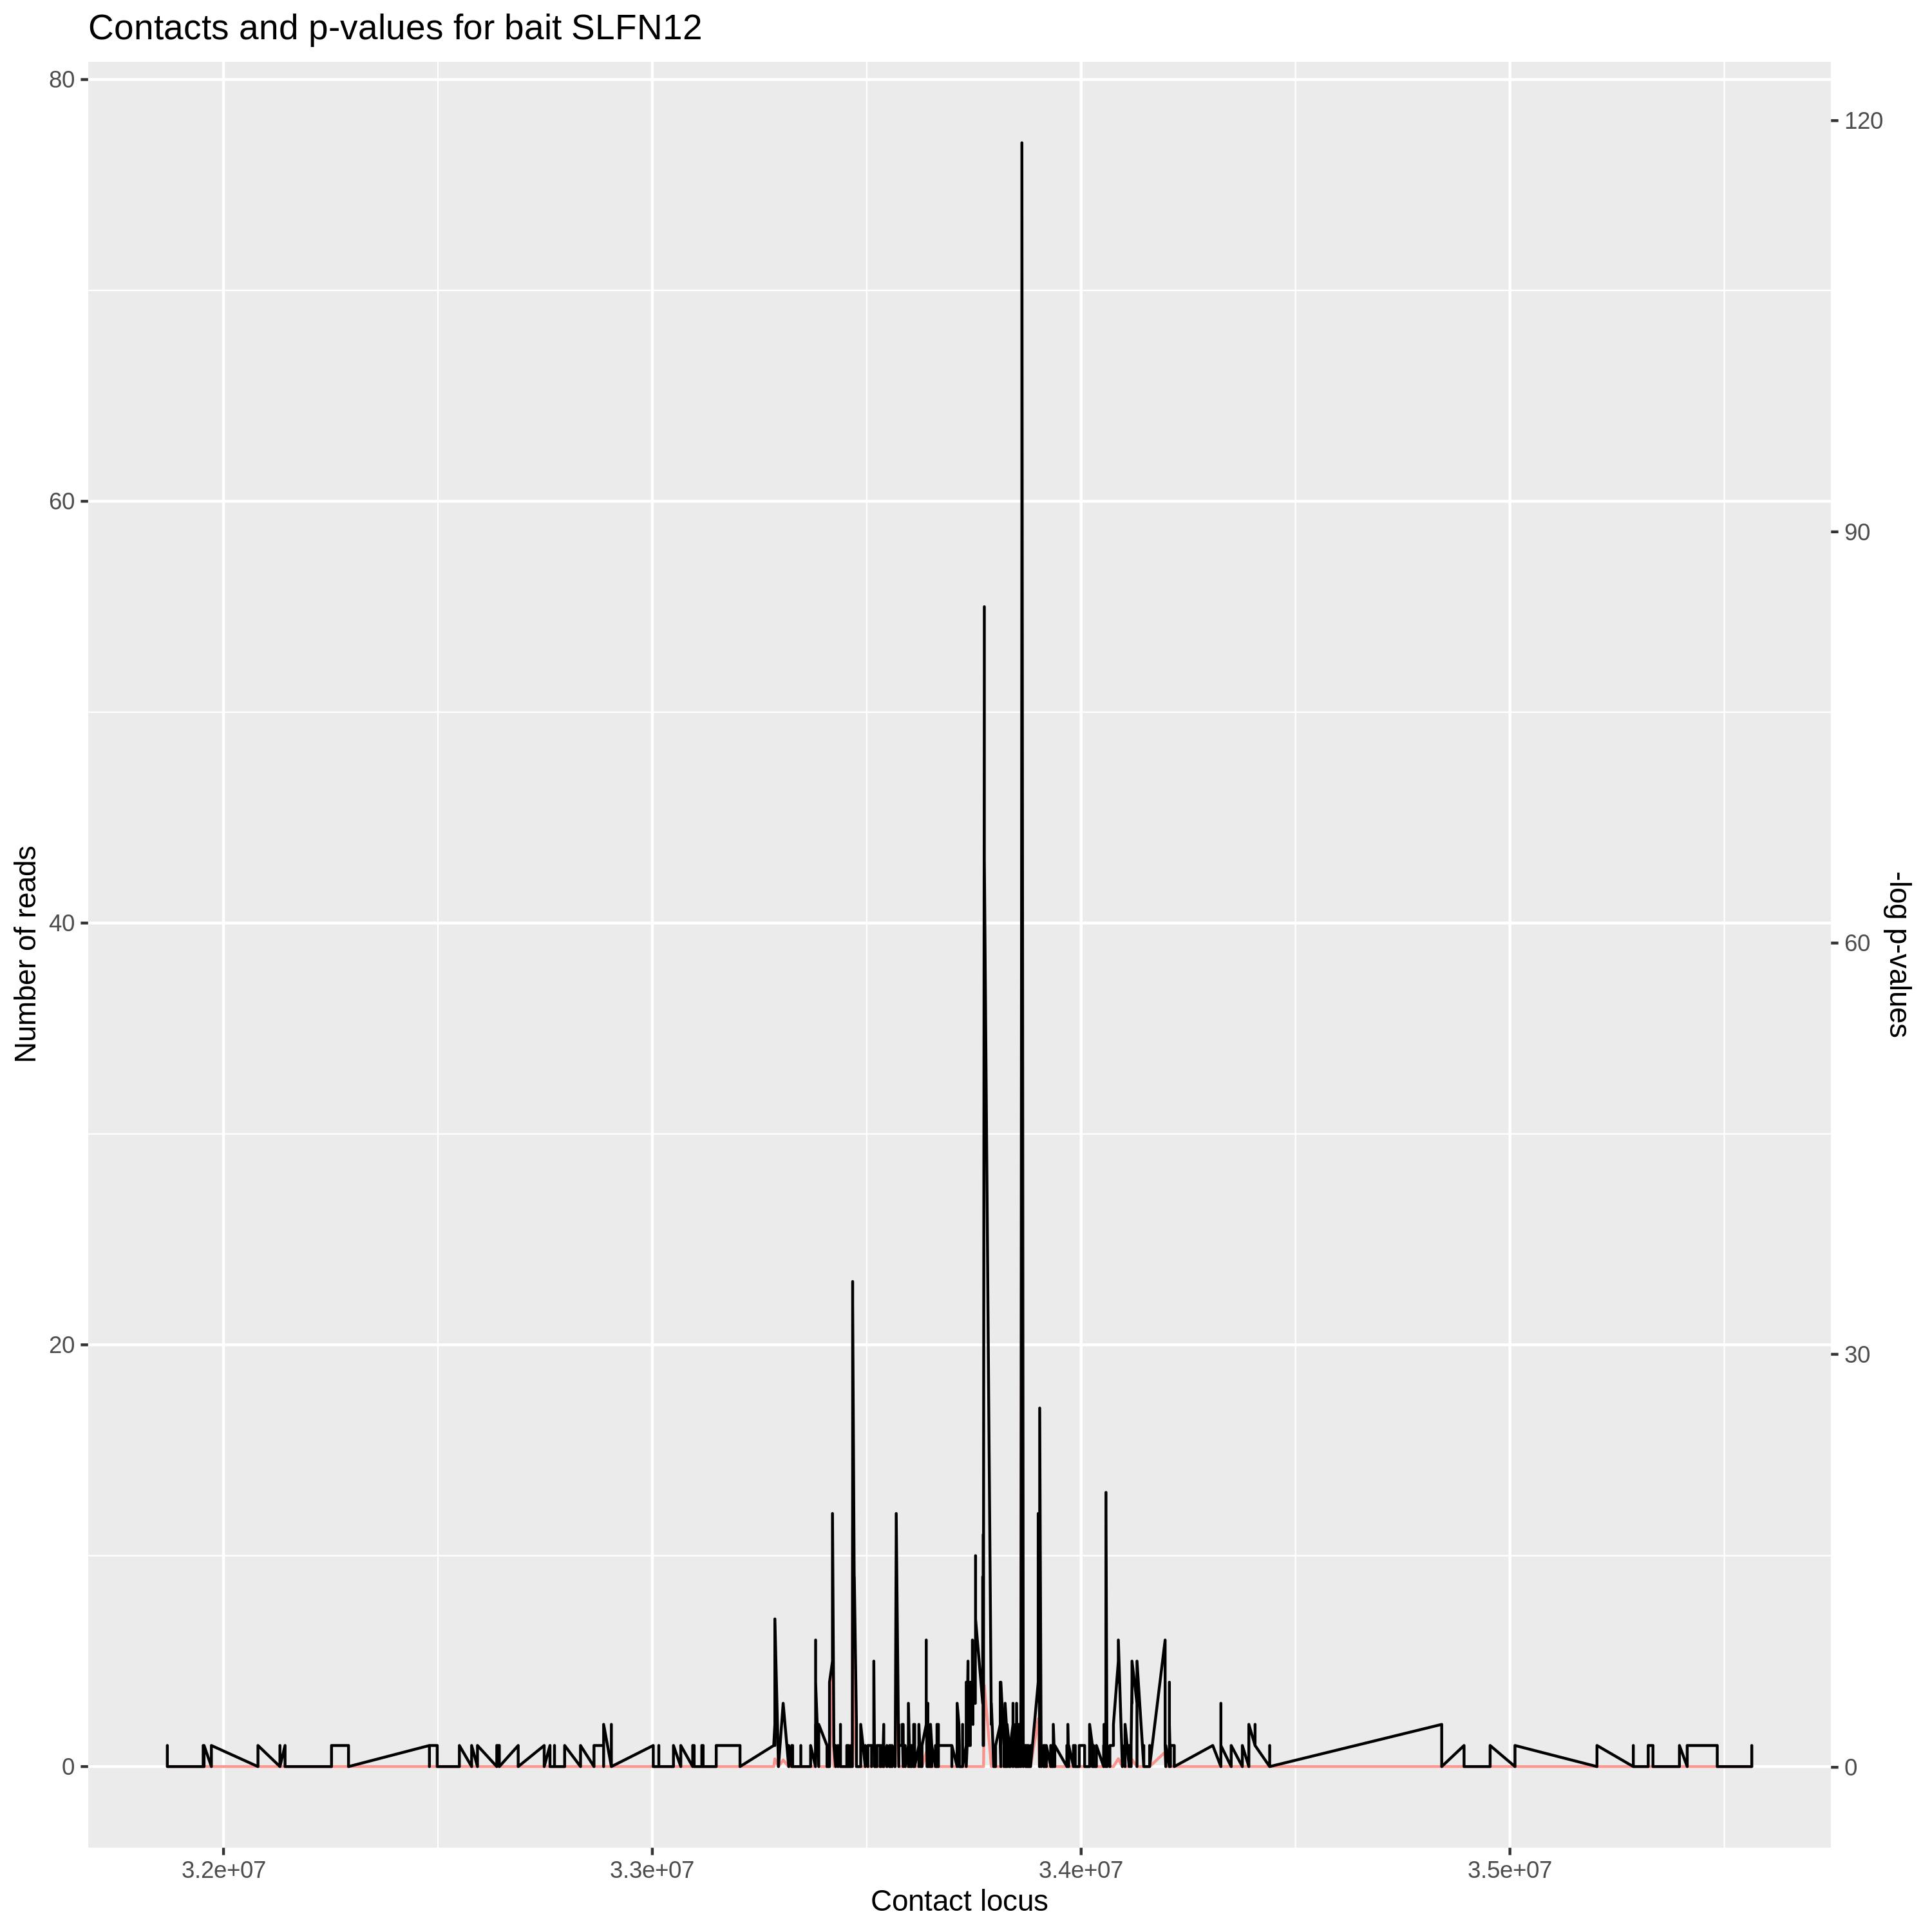 Contacts and p-values for bait SLFN12
80
60
40
20
0
120
90
60
30
0
Number of reads
-log p-values
3.2e+07 3.3e+07 3.4e+07 3.5e+07
Contact locus